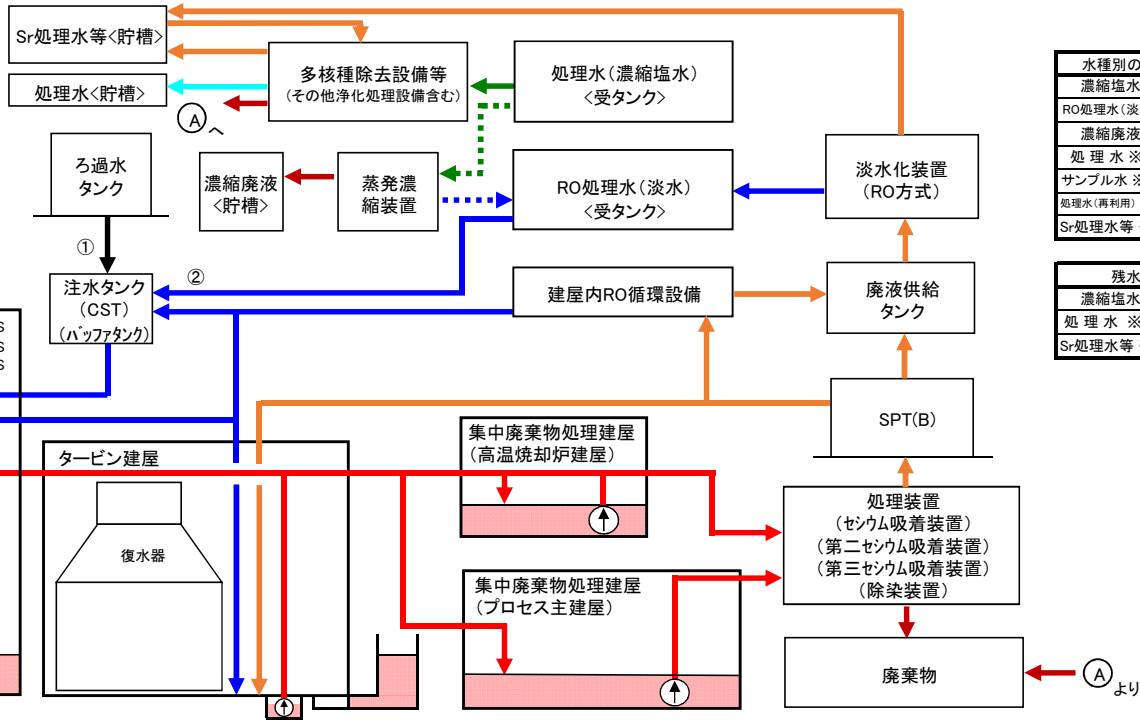 Sr処理水等<貯槽>
処理水<貯槽>
多核種除去設備等
(その他浄化処理設備含む)
A へ
処理水(濃縮塩水)
<受タンク>
ろ過水
タンク
濃縮廃液
<貯槽>
蒸発濃
縮装置
RO処理水(淡水)
<受タンク>
淡水化装置
(RO方式)
①
②
注水タンク
(CST)
(バッファタンク)
建屋内RO循環設備
廃液供給
タンク
S
S
S
SPT(B)
タービン建屋
復水器
集中廃棄物処理建屋
(高温焼却炉建屋)
集中廃棄物処理建屋
(プロセス主建屋)
処理装置
(セシウム吸着装置)
(第二セシウム吸着装置)
(第三セシウム吸着装置)
(除染装置)
廃棄物
A より
水種別の
濃縮塩水
RO処理水(淡
濃縮廃液
処 理 水 ※
サンプル水 ※
処理水(再利用)
Sr処理水等
残水
濃縮塩水
処 理 水 ※
Sr処理水等